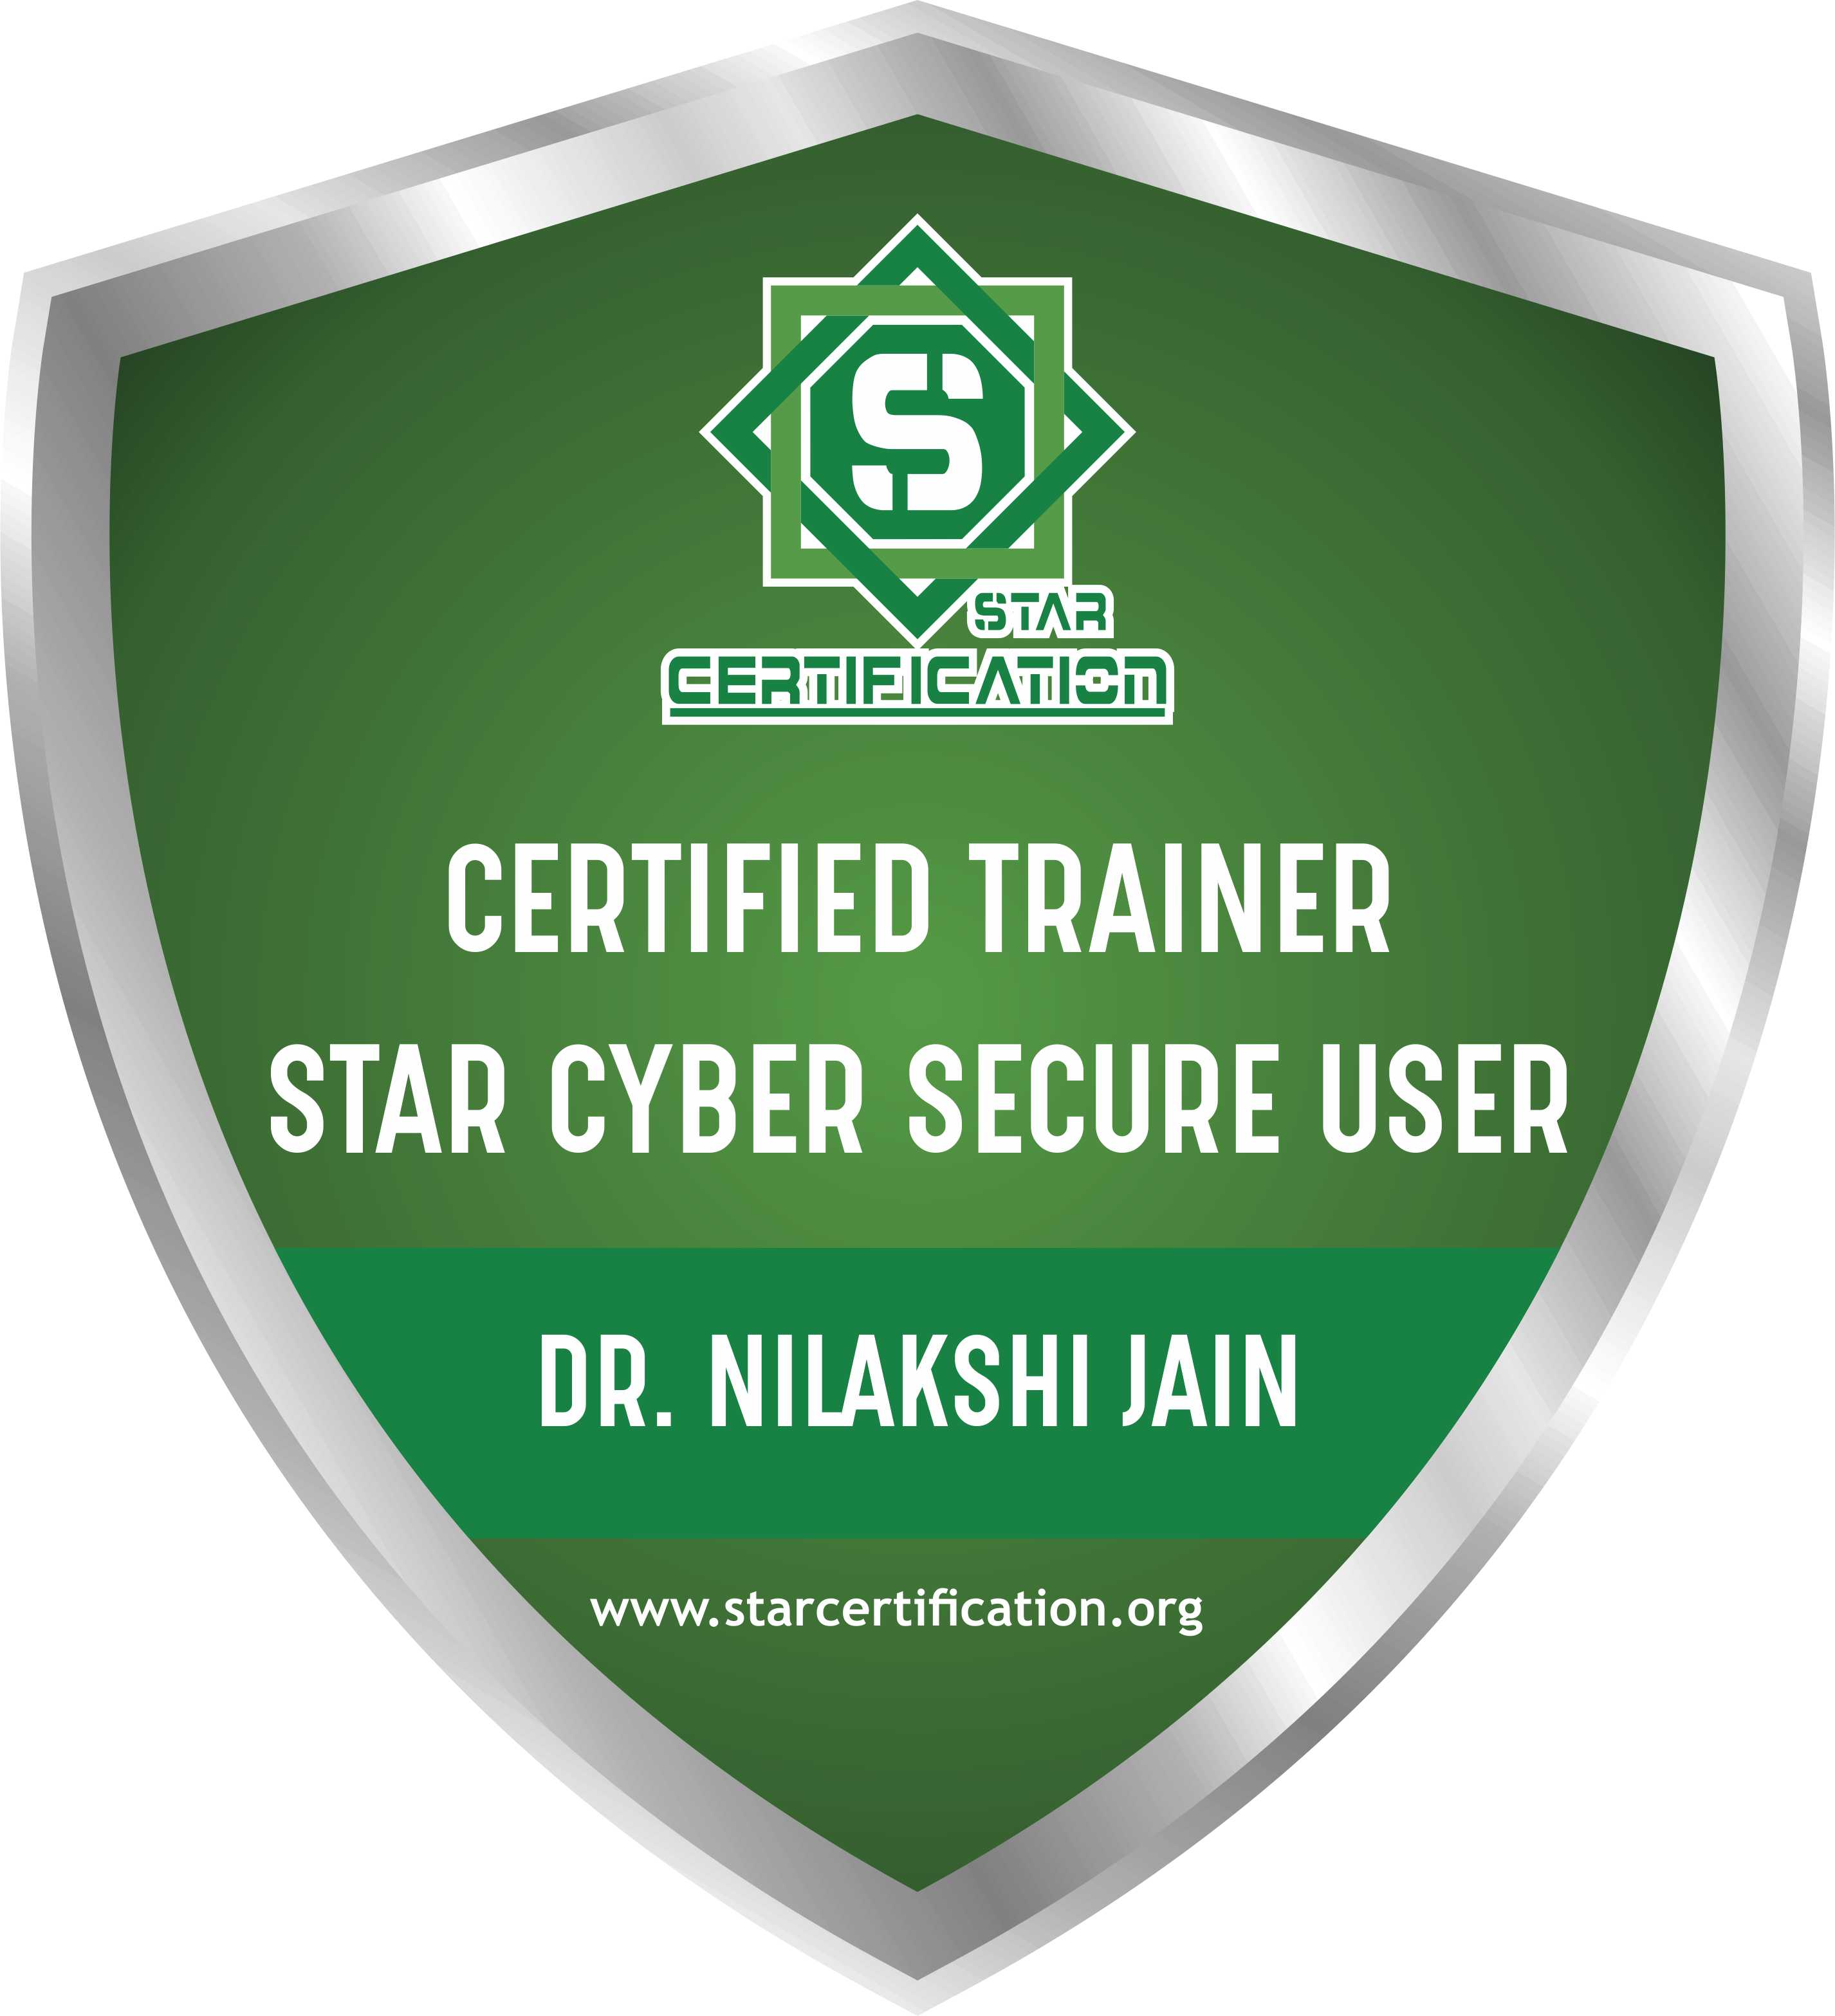 S
STAR
CERTIFICATION
CERTIFIED TRAINER
STAR CYBER SECURE USER
DR. NILAKSHI JAIN
www.starcertification.org